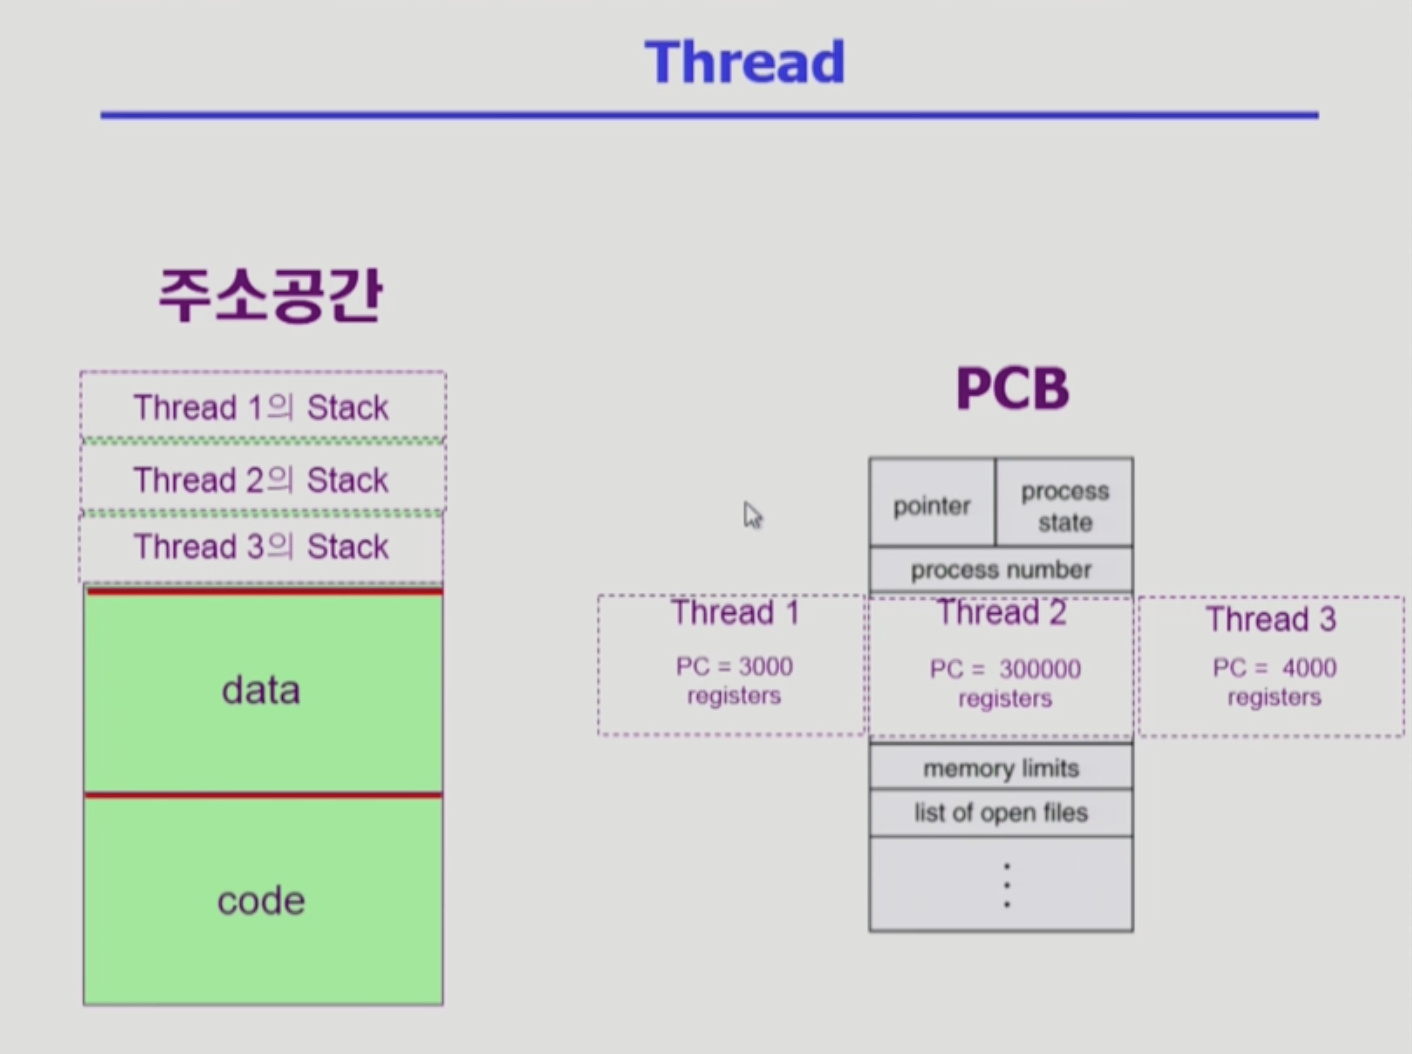 Thread
주소공간
Thread 1의 Stack
Thread 2의 Stack
Thread 3의 Stack
data
code
PCB
pointer
process
state
process number
Thread 1
PC = 3000
registers
Thread 2
PC = 300000
registers
Thread 3
PC = 4000
registers
memory limits
list of open files